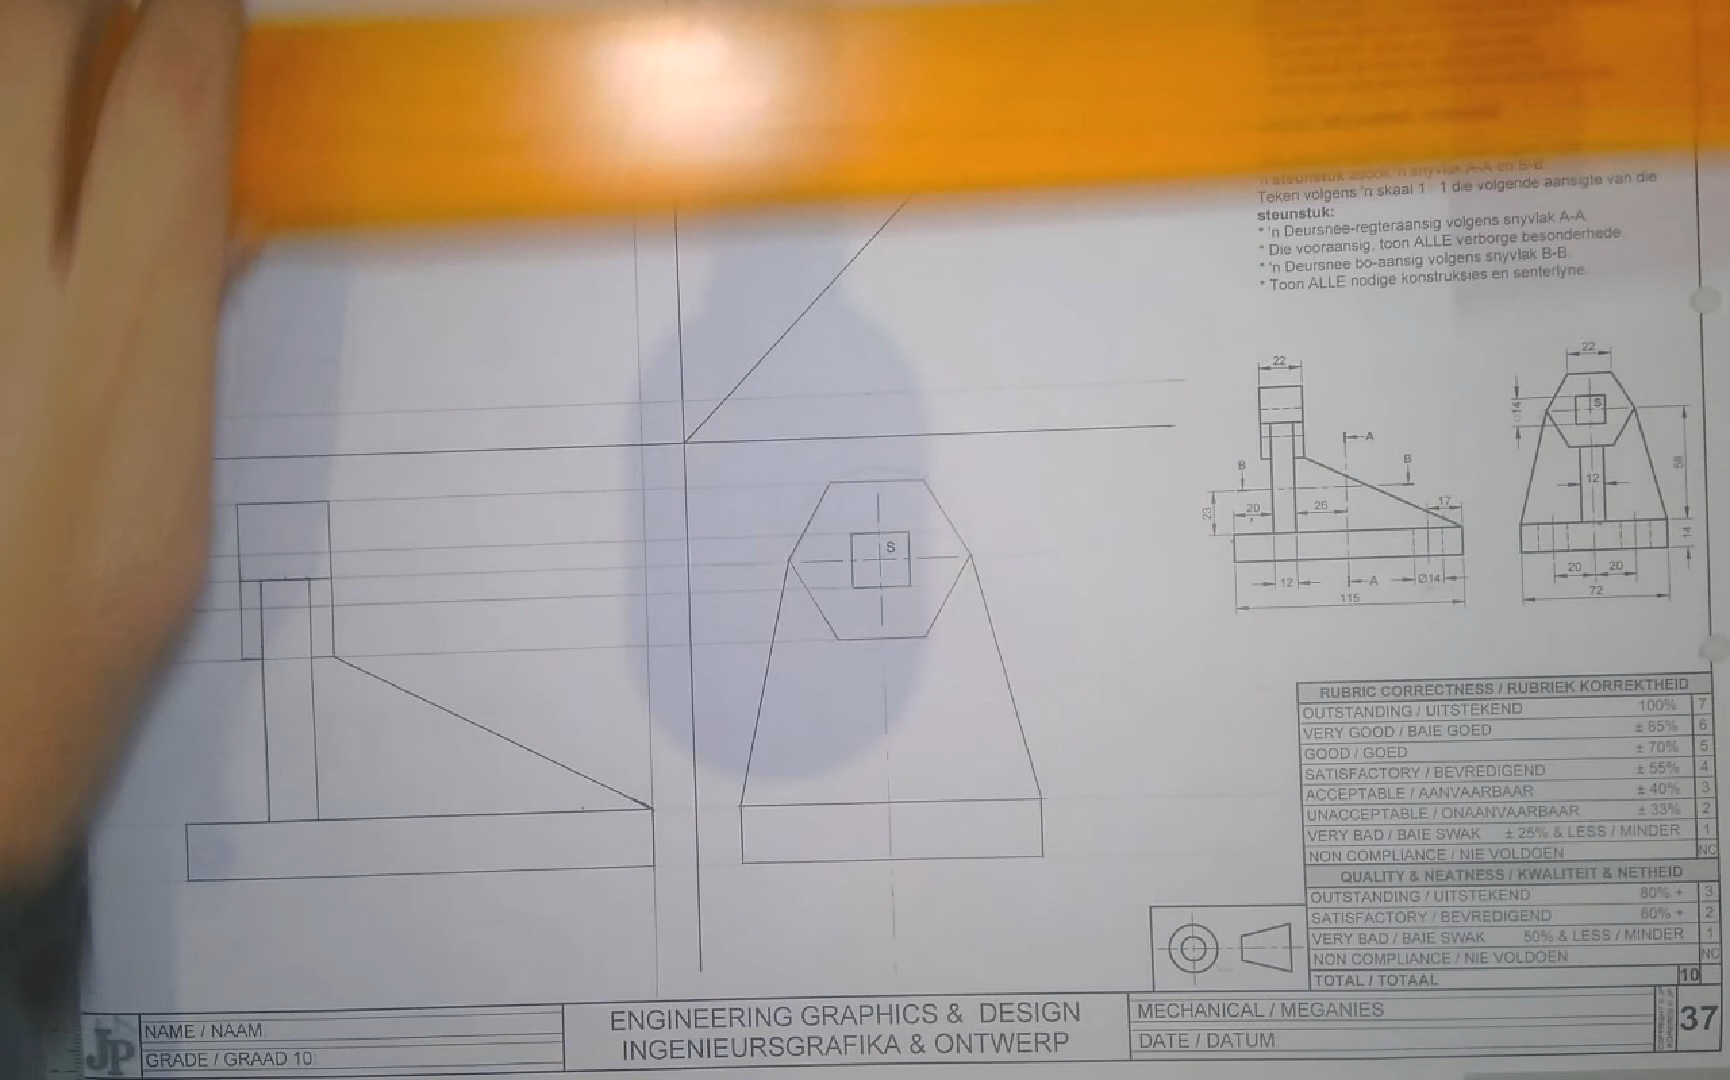 Teken volgens 'n skaal 1 : 1 die volgende aansigte van die
steunstuk:
* 'n Deursnee-regteraansig volgens snyvlak A-A.
* Die vooraansig, toon ALLE verborge besonderhede.
* 'n Deursnee bo-aansig volgens snyvlak B-B.
* Toon ALLE nodige konstruksies en senterlyne.
22
A
B
B
23
20
26
17
12
A
Ø14
115
22
□14
S
58
12
14
20
20
72
S
RUBRIC CORRECTNESS / RUBRIEK KORREKTHEID
OUTSTANDING / UITSTEKEND 100% 7
VERY GOOD / BAIE GOED ± 85% 6
GOOD / GOED ± 70% 5
SATISFACTORY / BEVREDIGEND ± 55% 4
ACCEPTABLE / AANVAARBAAR ± 40% 3
UNACCEPTABLE / ONAANVAARBAAR ± 33% 2
VERY BAD / BAIE SWAK ± 25% & LESS / MINDER 1
NON COMPLIANCE / NIE VOLDOEN NC
QUALITY & NEATNESS / KWALITEIT & NETHEID
OUTSTANDING / UITSTEKEND 80% + 3
SATISFACTORY / BEVREDIGEND 60% + 2
VERY BAD / BAIE SWAK 50% & LESS / MINDER 1
NON COMPLIANCE / NIE VOLDOEN NC
TOTAL / TOTAAL 10
JP
NAME / NAAM:
GRADE / GRAAD 10:
ENGINEERING GRAPHICS & DESIGN
INGENIEURSGRAFIKA & ONTWERP
MECHANICAL / MEGANIES
DATE / DATUM:
37